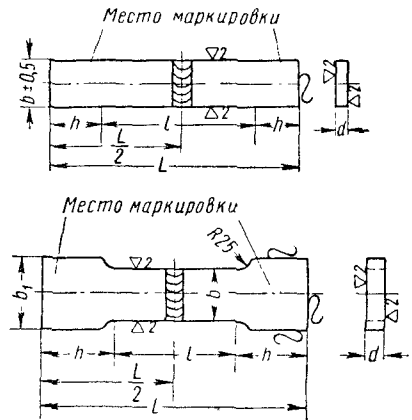 Место маркировки
b±0,5
▽2
▽2
▽2
▽2
h
l
h
d
L/2
L
Место маркировки
R25
b₁
▽2
▽2
b
▽2
▽2
h
l
h
d
L/2
L